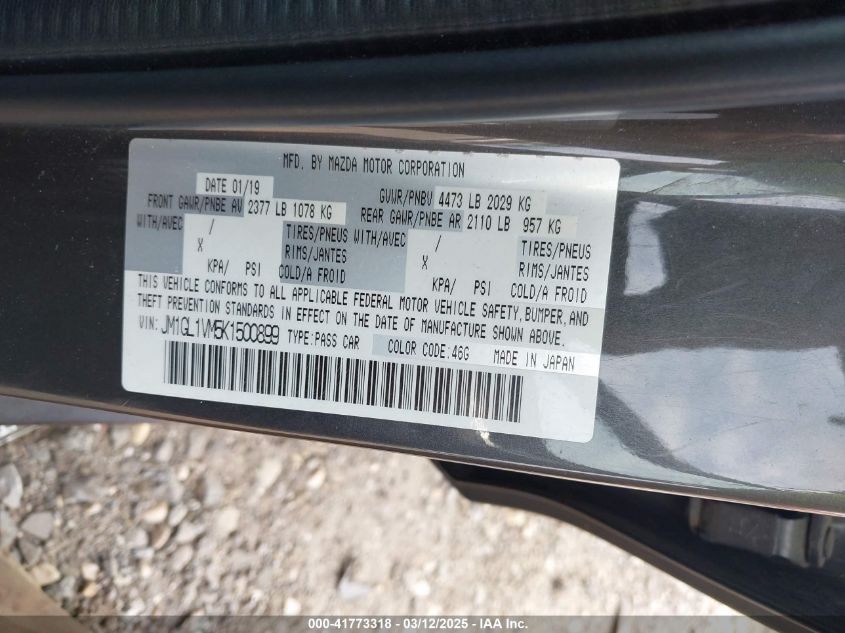 MFD. BY MAZDA MOTOR CORPORATION
DATE 01/19 GVWR/PNBV 4473 LB 2029 KG
FRONT GAWR/PNBE AV 2377 LB 1078 KG REAR GAWR/PNBE AR 2110 LB 957 KG
WITH/AVEC / TIRES/PNEUS WITH/AVEC / TIRES/PNEUS
X RIMS/JANTES X RIMS/JANTES
KPA/ PSI COLD/A FROID KPA/ PSI COLD/A FROID
THIS VEHICLE CONFORMS TO ALL APPLICABLE FEDERAL MOTOR VEHICLE SAFETY, BUMPER, AND
THEFT PREVENTION STANDARDS IN EFFECT ON THE DATE OF MANUFACTURE SHOWN ABOVE.
VIN: JM1GL1VM5K1500899 TYPE:PASS CAR COLOR CODE:46G MADE IN JAPAN
000-41773318 - 03/12/2025 - IAA Inc.